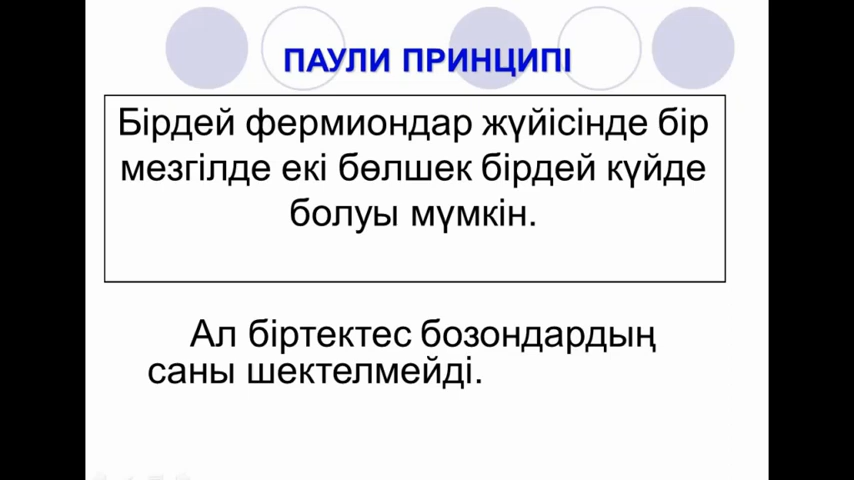 ПАУЛИ ПРИНЦИПІ
Бірдей фермиондар жүйісінде бір
мезгілде екі бөлшек бірдей күйде
болуы мүмкін.
Ал біртектес бозондардың
саны шектелмейді.